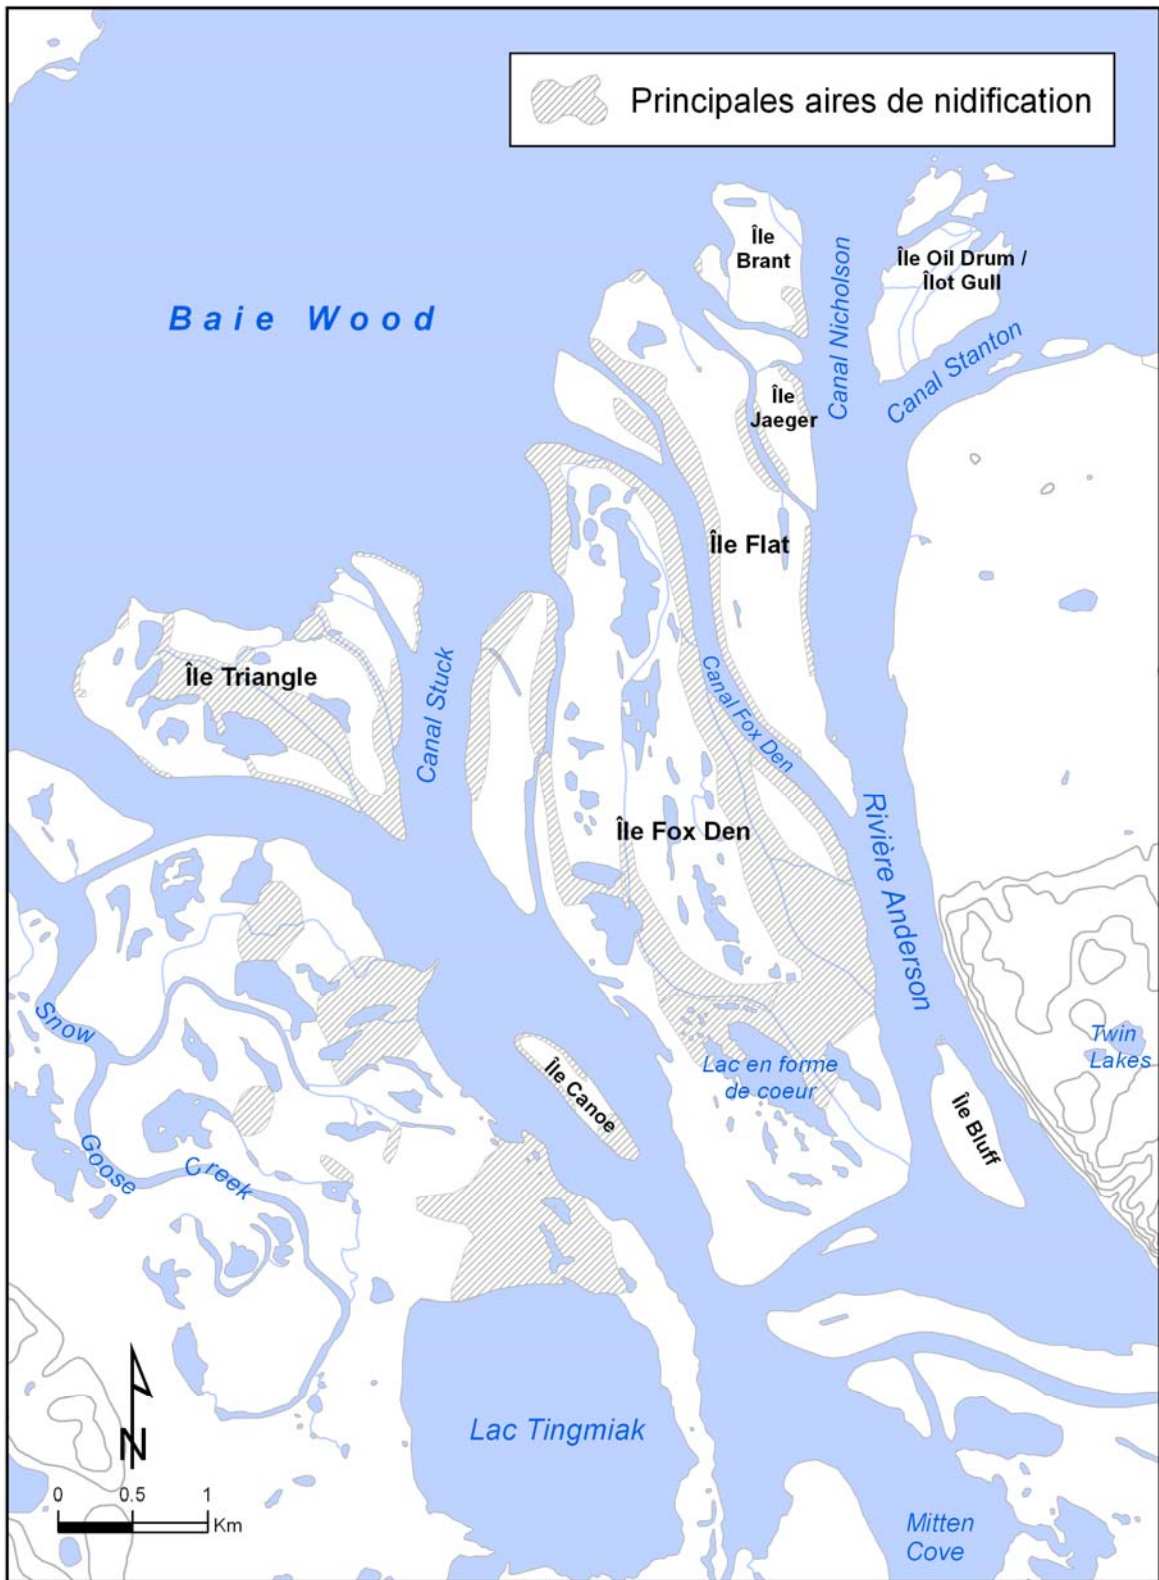 Principales aires de nidification
Île
Brant
Île Oil Drum /
Îlot Gull
Canal Nicholson
Baie Wood
Canal Stanton
Île
Jaeger
Île Flat
Île Triangle
Canal Stuck
Canal Fox Den
Île Fox Den
Rivière Anderson
Snow
Twin
Lakes
Lac en forme
de coeur
Île Canoe
Île Bluff
Goose
Creek
N
Lac Tingmiak
0 0.5 1
Km
Mitten
Cove